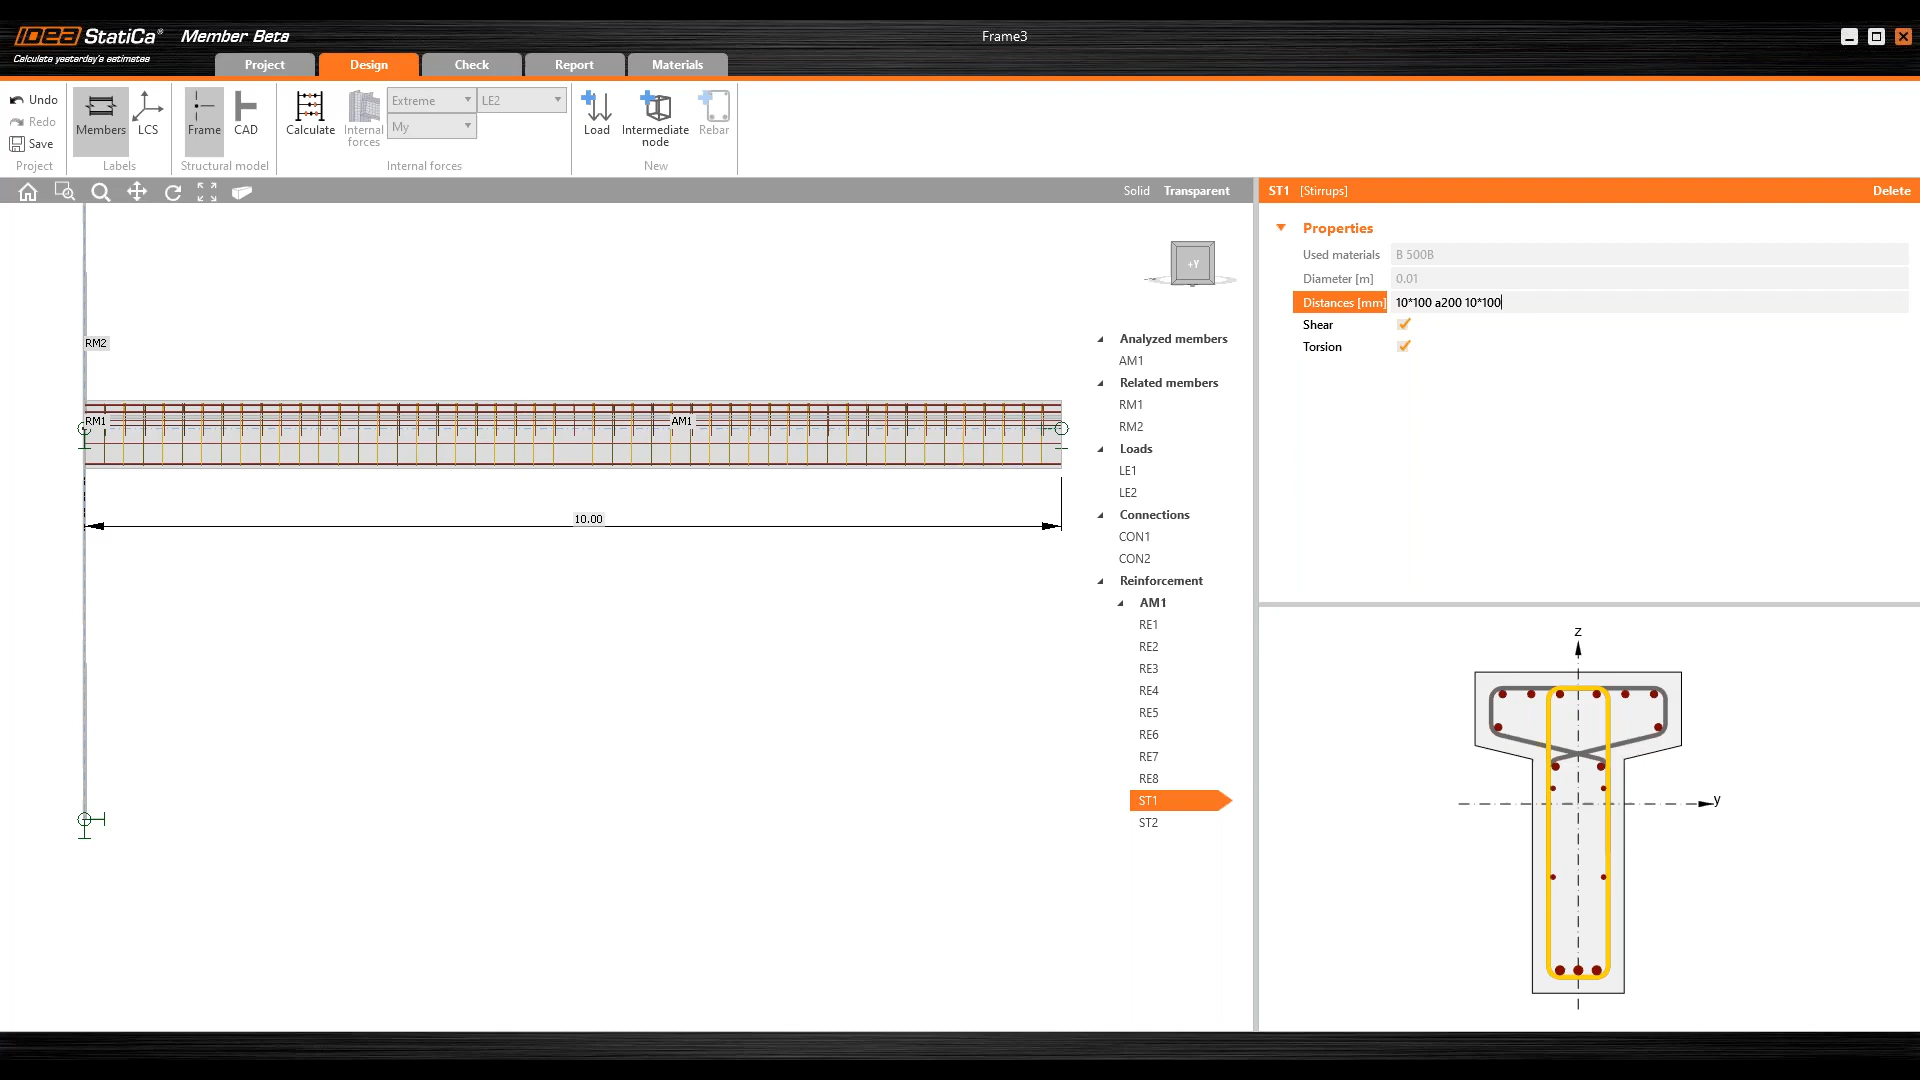 IDEA StatiCa® Member Beta
Calculate yesterday's estimates
Frame3
Project Design Check Report Materials
Undo
Redo
Save
Project
Members LCS
Labels
Frame CAD
Structural model
Calculate Internal forces
Extreme LE2
My
Internal forces
Load Intermediate node Rebar
New
Solid Transparent
ST1 [Stirrups] Delete
+Y
RM2
RM1
AM1
10.00
Analyzed members
AM1
Related members
RM1
RM2
Loads
LE1
LE2
Connections
CON1
CON2
Reinforcement
AM1
RE1
RE2
RE3
RE4
RE5
RE6
RE7
RE8
ST1
ST2
Properties
Used materials B 500B
Diameter [m] 0.01
Distances [mm] 10*100 a200 10*100
Shear
Torsion
z
y